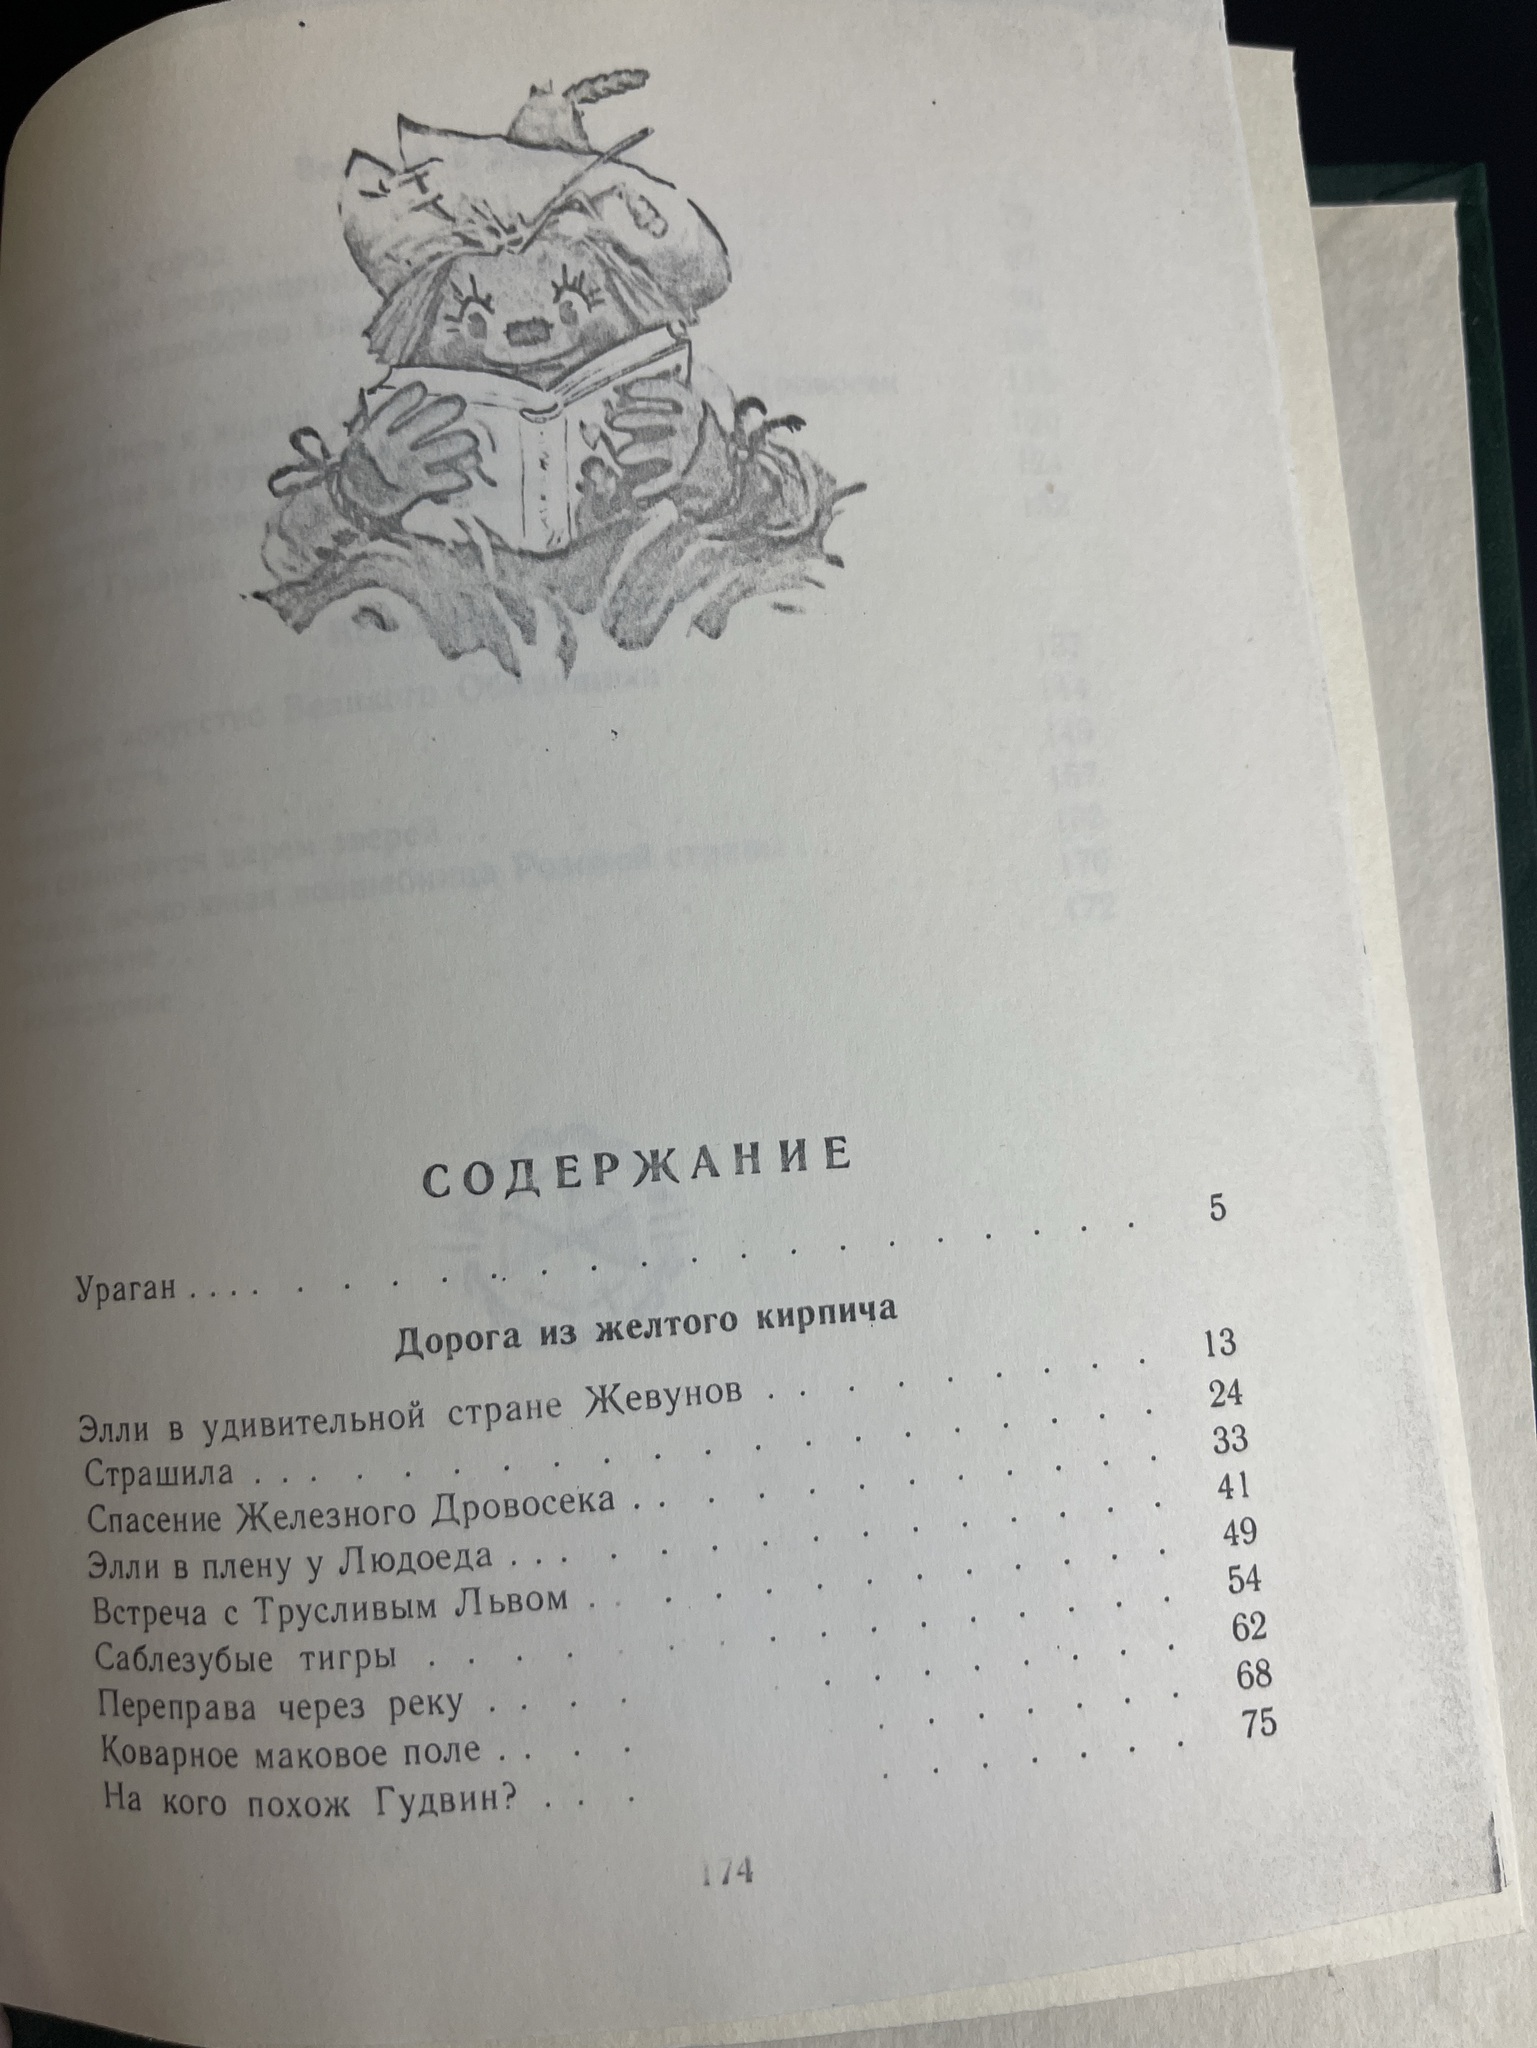 СОДЕРЖАНИЕ
Ураган . . . . . . . . . . . . . . . . . . . . . 5
Дорога из желтого кирпича
Элли в удивительной стране Жевунов . . . . . . . . . 13
Страшила . . . . . . . . . . . . . . . . . . . . 24
Спасение Железного Дровосека . . . . . . . . . . . . 33
Элли в плену у Людоеда . . . . . . . . . . . . . . . 41
Встреча с Трусливым Львом . . . . . . . . . . . . . 49
Саблезубые тигры . . . . . . . . . . . . . . . . 54
Переправа через реку . . . . . . . . . . . 62
Коварное маковое поле . . . . . . . . . . . 68
На кого похож Гудвин? . . . . . . . . . . 75
174